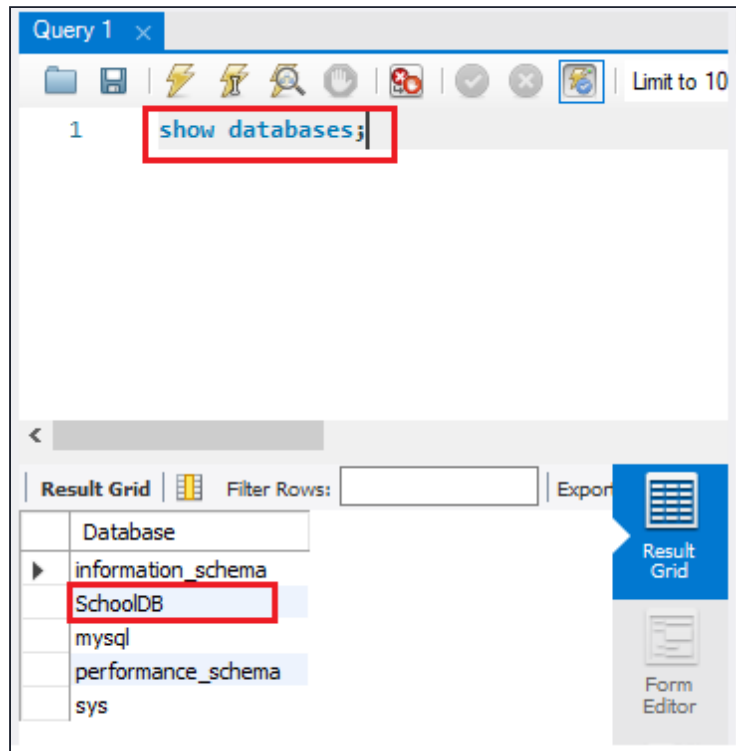 Query 1
Limit to 10
1 show databases;
Result Grid Filter Rows: Export
Database
information_schema
SchoolDB
mysql
performance_schema
sys
Result
Grid
Form
Editor